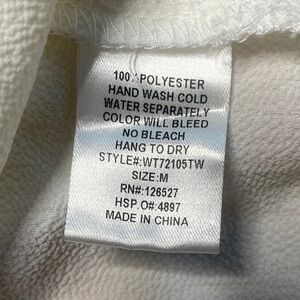 100% POLYESTER
HAND WASH COLD
WATER SEPARATELY
COLOR WILL BLEED
NO BLEACH
HANG TO DRY
STYLE#:WT72105TW
SIZE:M
RN#:126527
HSP.O#:4897
MADE IN CHINA